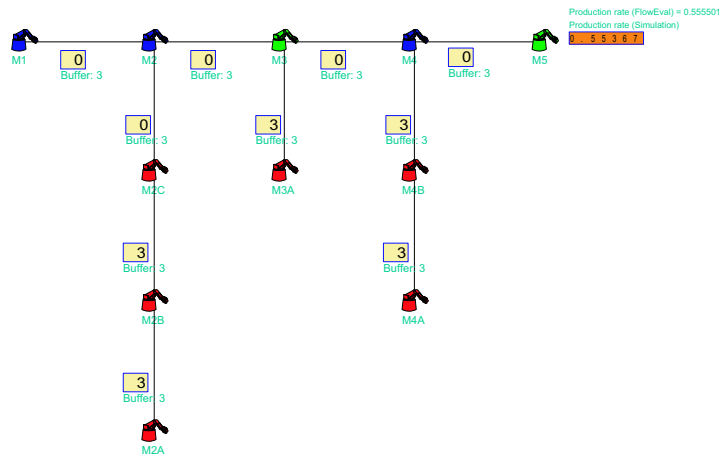 Production rate (FlowEval) = 0.555501
Production rate (Simulation)
0.55367
M1
0
Buffer: 3
M2
0
Buffer: 3
M3
0
Buffer: 3
M4
0
Buffer: 3
M5
0
Buffer: 3
3
Buffer: 3
3
Buffer: 3
M2C
M3A
M4B
3
Buffer: 3
3
Buffer: 3
M2B
M4A
3
Buffer: 3
M2A